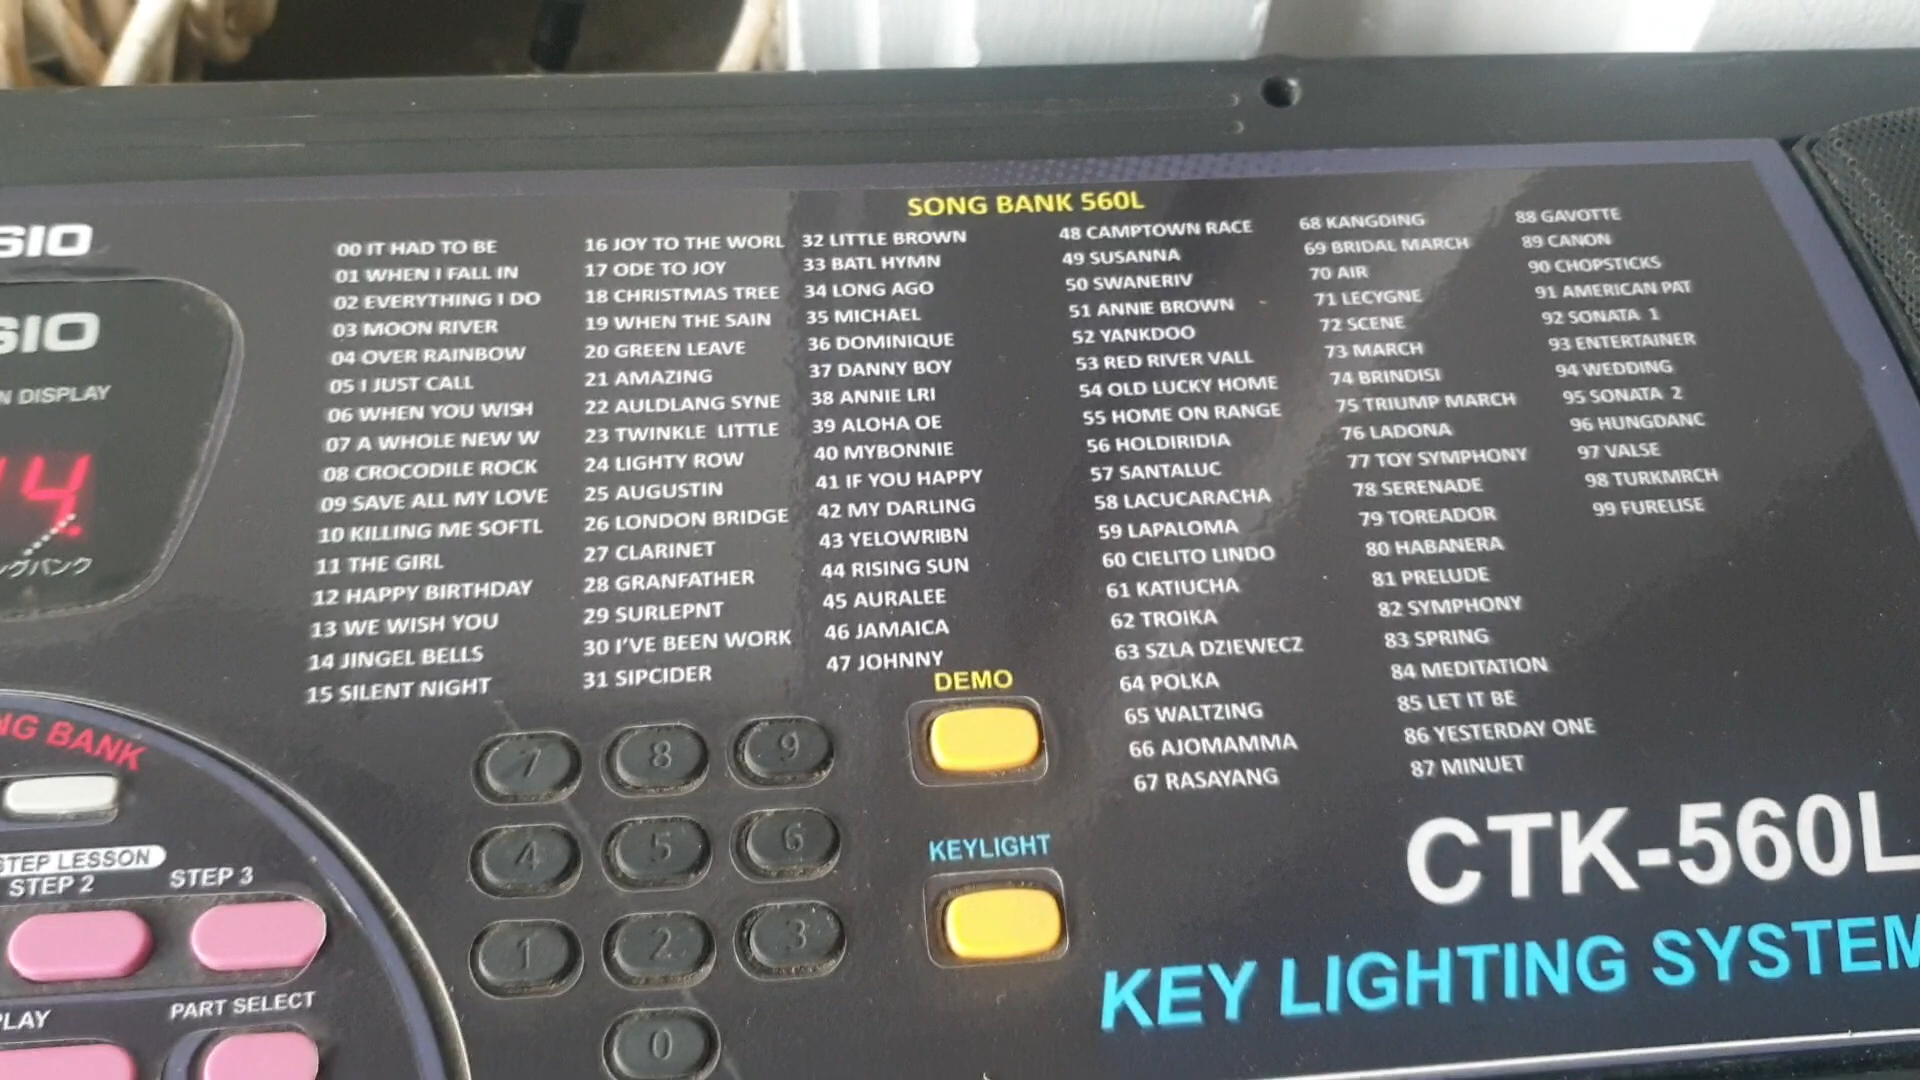 SIO
SIO
N DISPLAY
14.
グバンク
SONG BANK 560L
00 IT HAD TO BE
01 WHEN I FALL IN
02 EVERYTHING I DO
03 MOON RIVER
04 OVER RAINBOW
05 I JUST CALL
06 WHEN YOU WISH
07 A WHOLE NEW W
08 CROCODILE ROCK
09 SAVE ALL MY LOVE
10 KILLING ME SOFTL
11 THE GIRL
12 HAPPY BIRTHDAY
13 WE WISH YOU
14 JINGEL BELLS
15 SILENT NIGHT
16 JOY TO THE WORL
17 ODE TO JOY
18 CHRISTMAS TREE
19 WHEN THE SAIN
20 GREEN LEAVE
21 AMAZING
22 AULDLANG SYNE
23 TWINKLE LITTLE
24 LIGHTY ROW
25 AUGUSTIN
26 LONDON BRIDGE
27 CLARINET
28 GRANFATHER
29 SURLEPNT
30 I'VE BEEN WORK
31 SIPCIDER
32 LITTLE BROWN
33 BATL HYMN
34 LONG AGO
35 MICHAEL
36 DOMINIQUE
37 DANNY BOY
38 ANNIE LRI
39 ALOHA OE
40 MYBONNIE
41 IF YOU HAPPY
42 MY DARLING
43 YELOWRIBN
44 RISING SUN
45 AURALEE
46 JAMAICA
47 JOHNNY
48 CAMPTOWN RACE
49 SUSANNA
50 SWANERIV
51 ANNIE BROWN
52 YANKDOO
53 RED RIVER VALL
54 OLD LUCKY HOME
55 HOME ON RANGE
56 HOLDIRIDIA
57 SANTALUC
58 LACUCARACHA
59 LAPALOMA
60 CIELITO LINDO
61 KATIUCHA
62 TROIKA
63 SZLA DZIEWECZ
64 POLKA
65 WALTZING
66 AJOMAMMA
67 RASAYANG
68 KANGDING
69 BRIDAL MARCH
70 AIR
71 LECYGNE
72 SCENE
73 MARCH
74 BRINDISI
75 TRIUMP MARCH
76 LADONA
77 TOY SYMPHONY
78 SERENADE
79 TOREADOR
80 HABANERA
81 PRELUDE
82 SYMPHONY
83 SPRING
84 MEDITATION
85 LET IT BE
86 YESTERDAY ONE
87 MINUET
88 GAVOTTE
89 CANON
90 CHOPSTICKS
91 AMERICAN PAT
92 SONATA 1
93 ENTERTAINER
94 WEDDING
95 SONATA 2
96 HUNGDANC
97 VALSE
98 TURKMRCH
99 FURELISE
NG BANK
STEP LESSON
STEP 2
STEP 3
PLAY
PART SELECT
7 8 9
4 5 6
1 2 3
0
DEMO
KEYLIGHT
CTK-560L
KEY LIGHTING SYSTEM